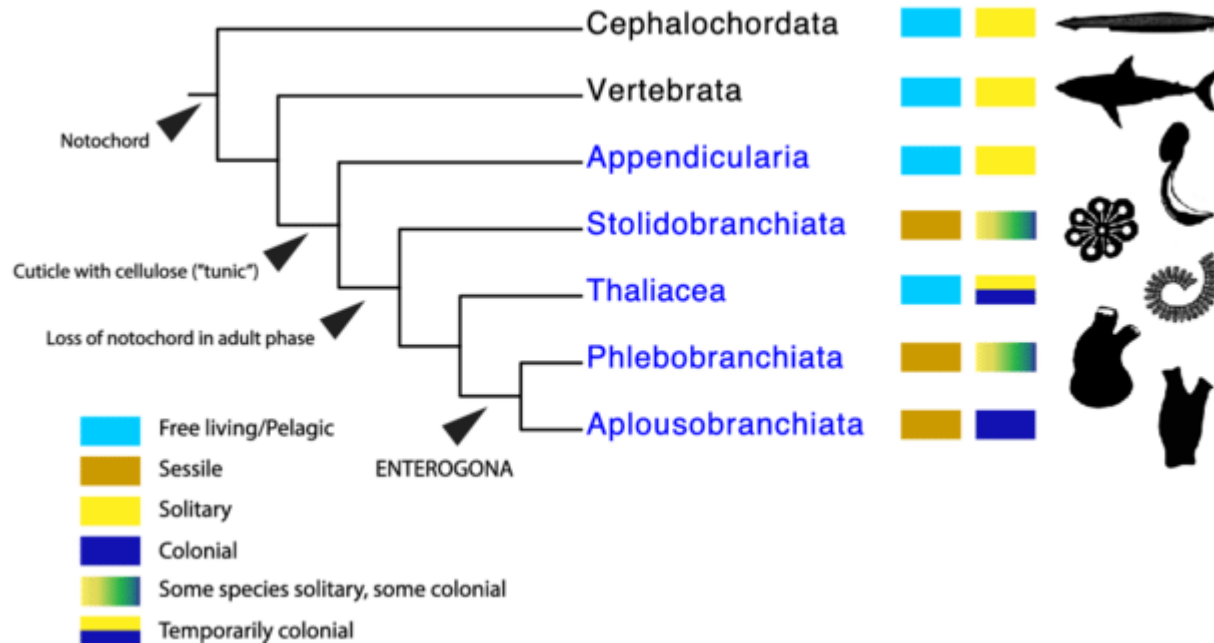 Cephalochordata
Vertebrata
Notochord
Appendicularia
Stolidobranchiata
Cuticle with cellulose ("tunic")
Thaliacea
Loss of notochord in adult phase
Phlebobranchiata
Aplousobranchiata
Free living/Pelagic
ENTEROGONA
Sessile
Solitary
Colonial
Some species solitary, some colonial
Temporarily colonial